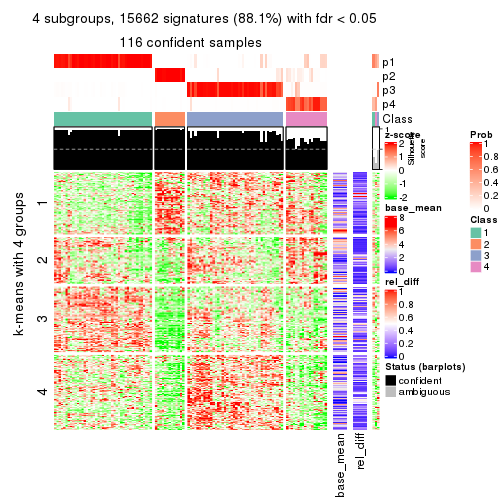 4 subgroups, 15662 signatures (88.1%) with fdr < 0.05
116 confident samples
p1
p2
p3
p4
Class
1
Silhouette
score
k-means with 4 groups
1
2
3
4
base_mean
rel_diff
z-score
2
1
0
-1
-2
base_mean
8
6
4
2
0
rel_diff
1
0.8
0.6
0.4
0.2
0
Status (barplots)
confident
ambiguous
Prob
1
0.8
0.6
0.4
0.2
0
Class
1
2
3
4